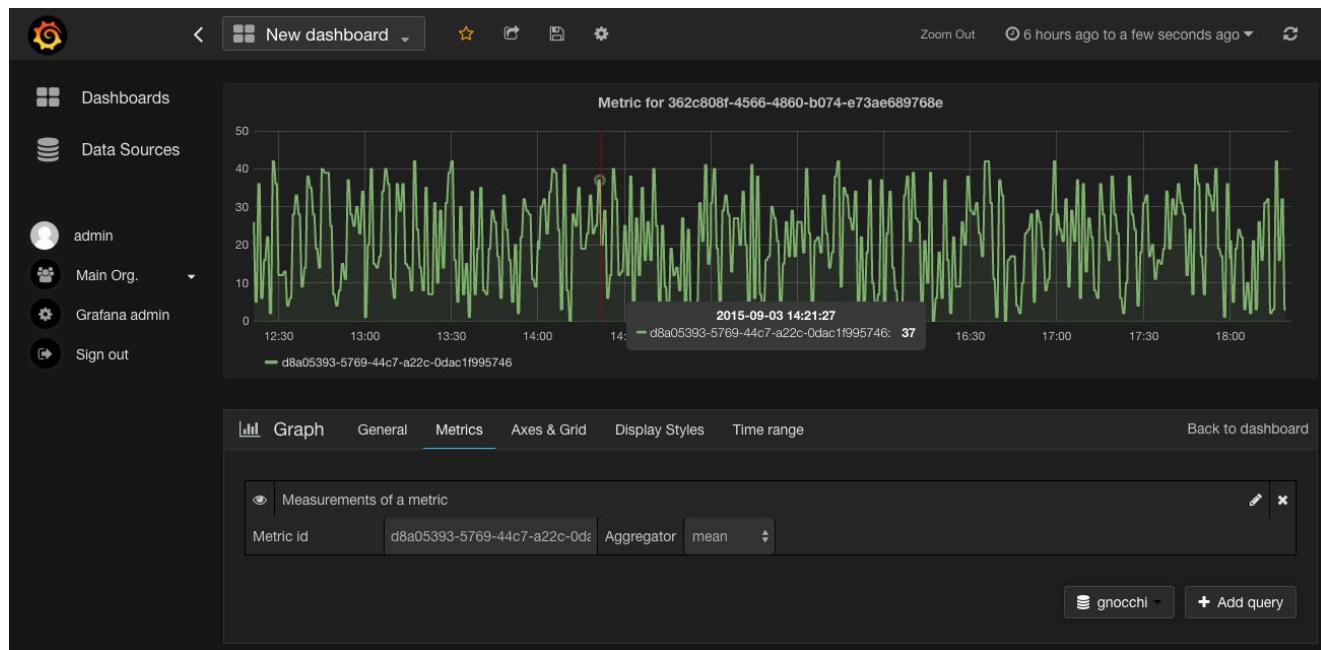 New dashboard
Zoom Out
6 hours ago to a few seconds ago
Dashboards
Data Sources
admin
Main Org.
Grafana admin
Sign out
Metric for 362c808f-4566-4860-b074-e73ae689768e
50
40
30
20
10
0
12:30 13:00 13:30 14:00 14: 16:30 17:00 17:30 18:00
2015-09-03 14:21:27
d8a05393-5769-44c7-a22c-0dac1f995746: 37
d8a05393-5769-44c7-a22c-0dac1f995746
Graph General Metrics Axes & Grid Display Styles Time range Back to dashboard
Measurements of a metric
Metric id d8a05393-5769-44c7-a22c-0da Aggregator mean
gnocchi + Add query